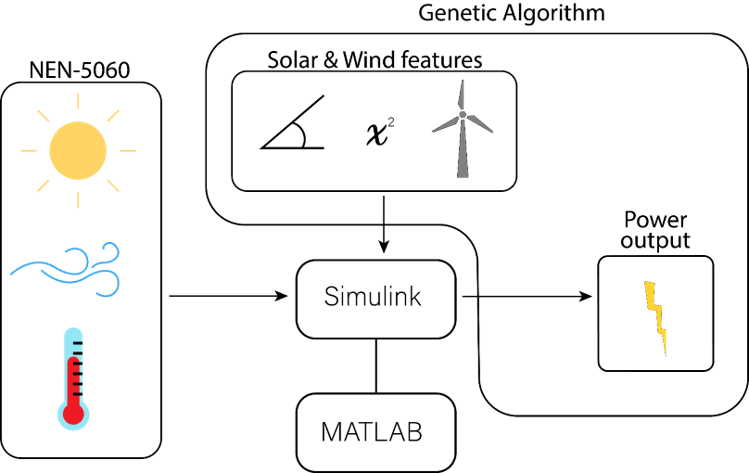 Genetic Algorithm
NEN-5060
Solar & Wind features
x²
Power
output
Simulink
MATLAB